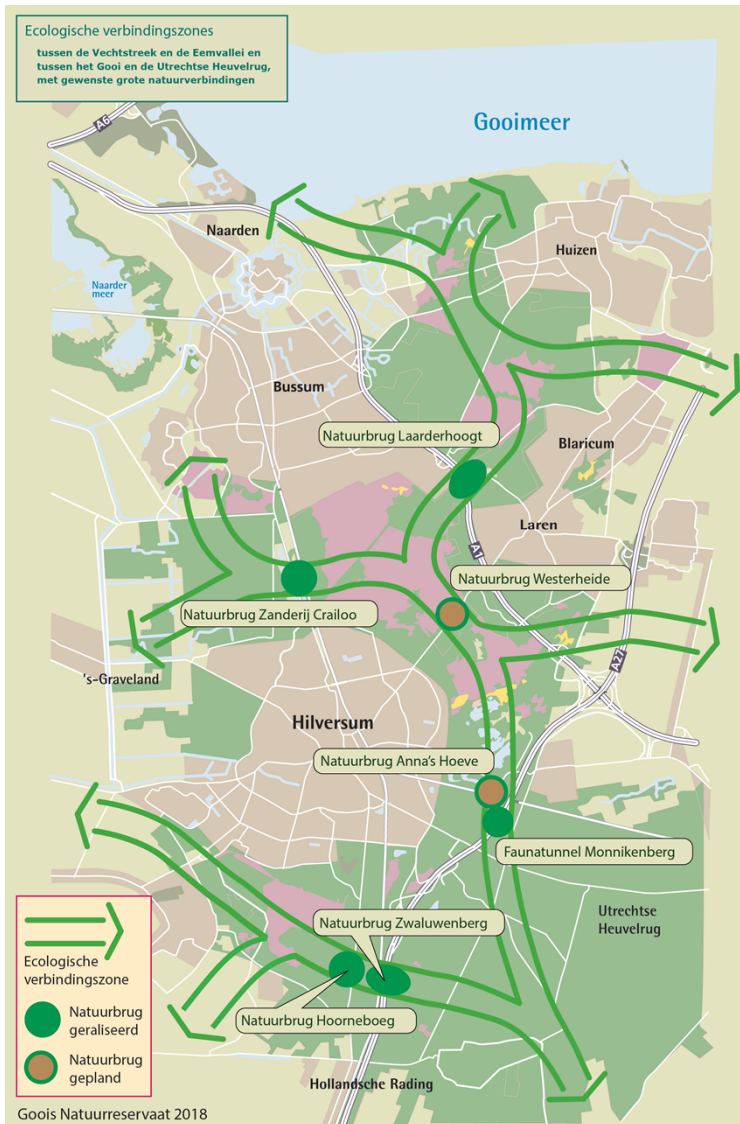 Ecologische verbindingszones
tussen de Vechtstreek en de Eemvallei en
tussen het Gooi en de Utrechtse Heuvelrug,
met gewenste grote natuurverbindingen
A6
Gooimeer
Naarden
Huizen
Naarder
meer
Bussum
Natuurbrug Laarderhoogt
Blaricum
Laren
A1
Natuurbrug Westerheide
Natuurbrug Zanderij Crailoo
A27
's-Graveland
Hilversum
Natuurbrug Anna's Hoeve
Faunatunnel Monnikenberg
Utrechtse
Heuvelrug
Natuurbrug Zwaluwenberg
Natuurbrug Hoorneboeg
Hollandsche Rading
Ecologische
verbindingszone
Natuurbrug
geraliseerd
Natuurbrug
gepland
Goois Natuurreservaat 2018